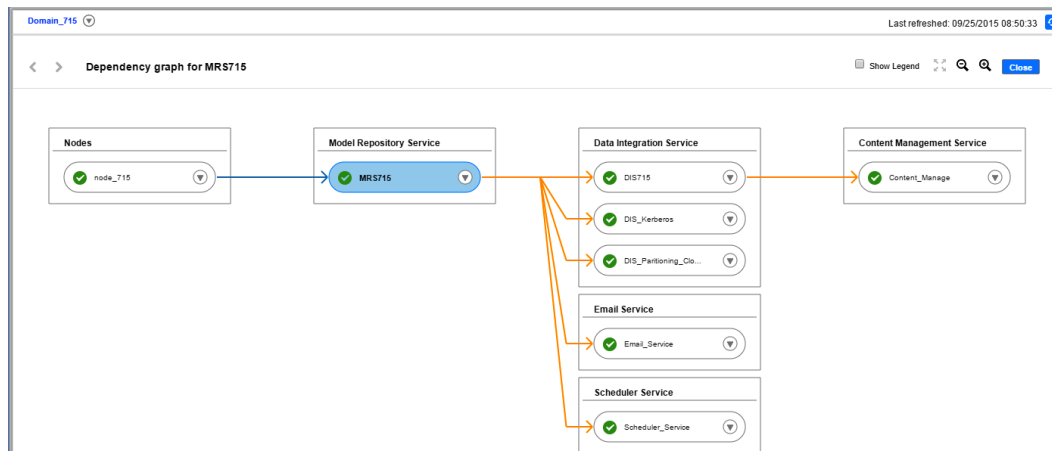 Domain_715
Last refreshed: 09/25/2015 08:50:33
Dependency graph for MRS715
Show Legend
Close
Nodes
node_715
Model Repository Service
MRS715
Data Integration Service
DIS715
DIS_Kerberos
DIS_Paritioning_Clo...
Content Management Service
Content_Manage
Email Service
Email_Service
Scheduler Service
Scheduler_Service